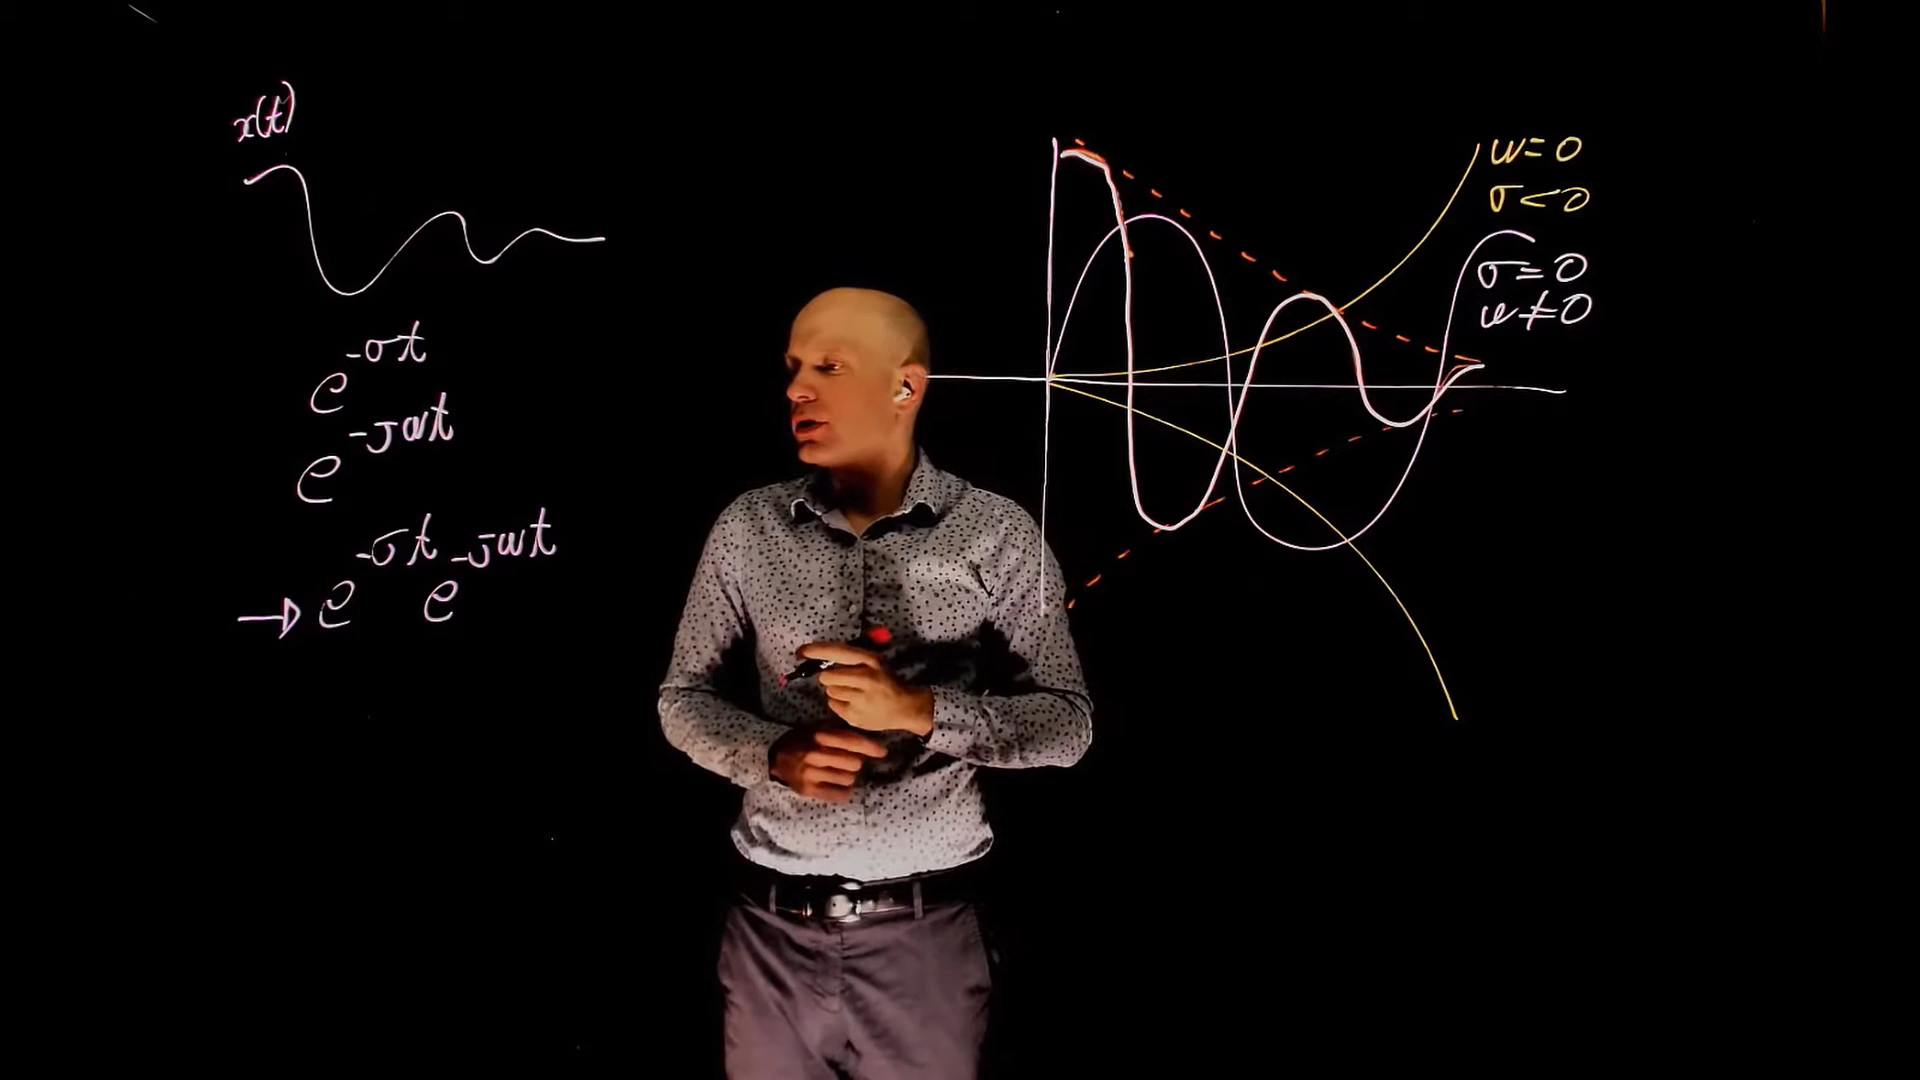 x(t)
e^-σt
e^-jωt
→ e^-σt e^-jωt
ω=0
σ<0
σ=0
ω≠0